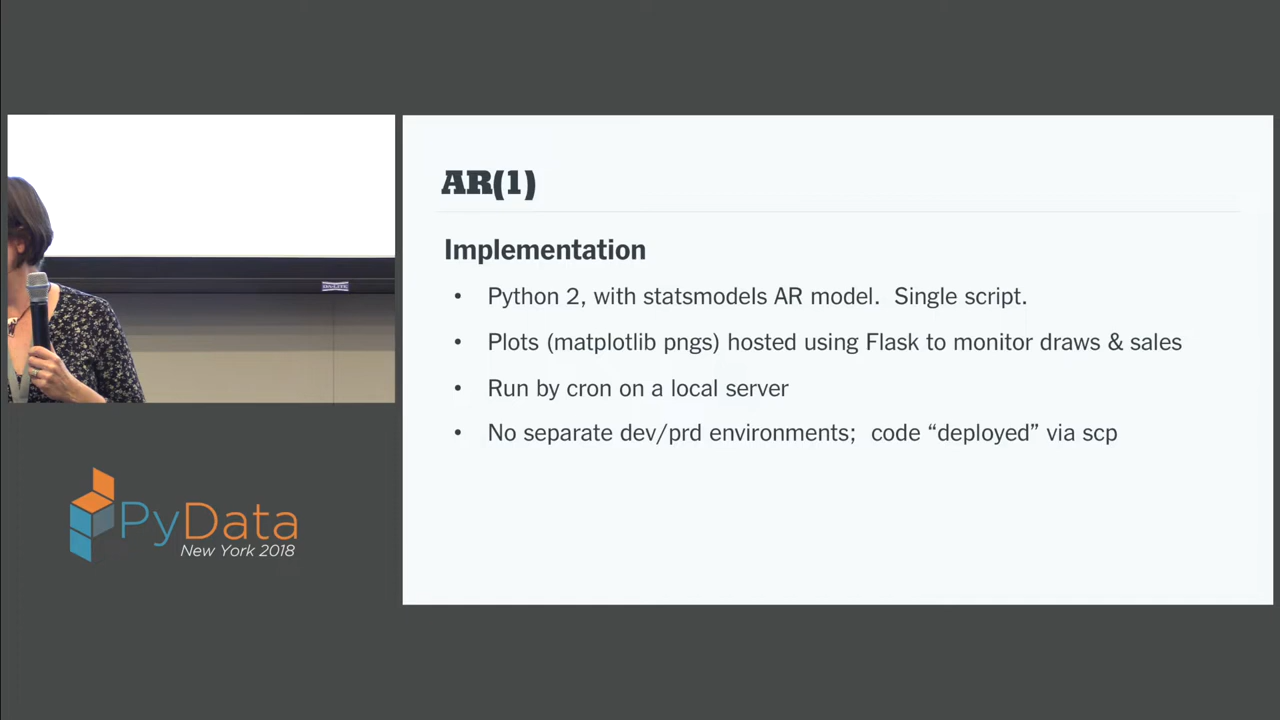 AR(1)
Implementation
• Python 2, with statsmodels AR model. Single script.
• Plots (matplotlib pngs) hosted using Flask to monitor draws & sales
• Run by cron on a local server
• No separate dev/prd environments; code “deployed” via scp
DA-LITE
PyData
New York 2018